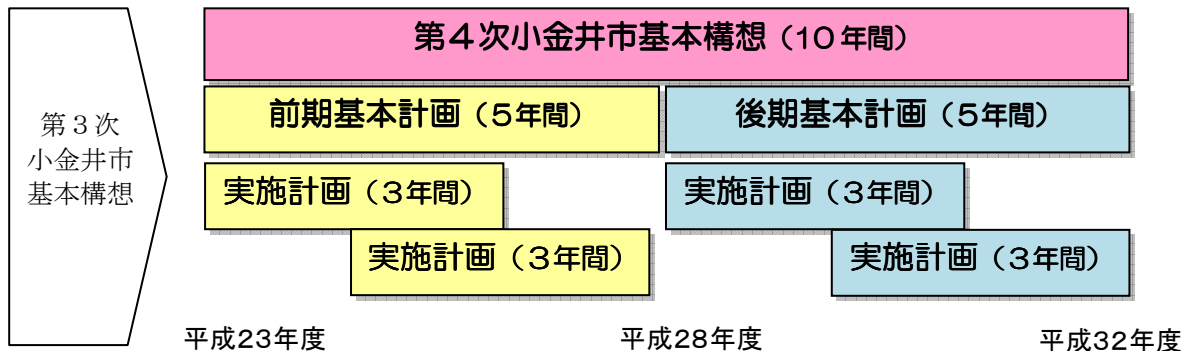 第３次
小金井市
基本構想
第４次小金井市基本構想（10年間）
前期基本計画（５年間）
後期基本計画（５年間）
実施計画（３年間）
実施計画（３年間）
実施計画（３年間）
実施計画（３年間）
平成23年度
平成28年度
平成32年度